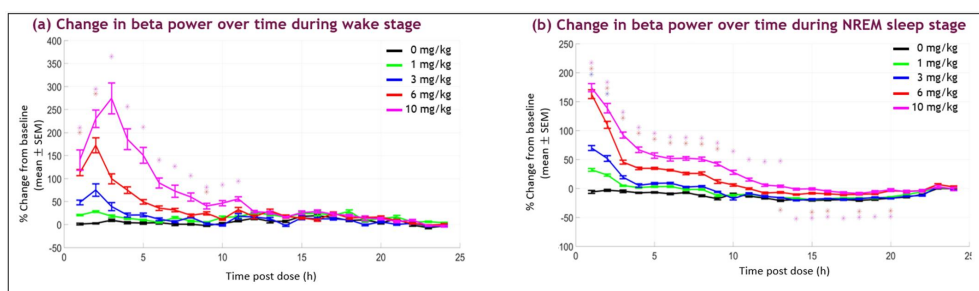 (a) Change in beta power over time during wake stage
400
350
300
250
200
150
100
50
0
50
% Change from baseline
(mean ± SEM)
0 mg/kg
1 mg/kg
3 mg/kg
6 mg/kg
10 mg/kg
0 5 10 15 20 25
Time post dose (h)
(b) Change in beta power over time during NREM sleep stage
250
200
150
100
50
0
-50
100
% Change from baseline
(mean ± SEM)
0 mg/kg
1 mg/kg
3 mg/kg
6 mg/kg
10 mg/kg
0 5 10 15 20 25
Time post dose (h)